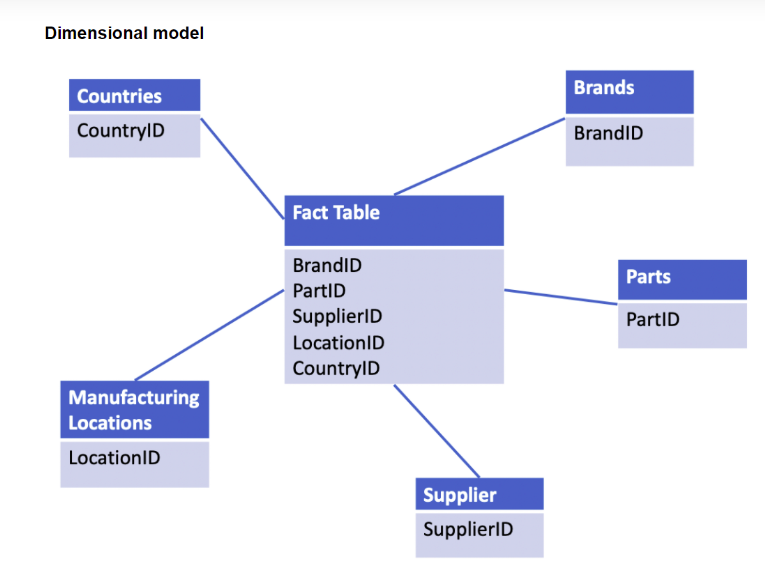 Dimensional model
Countries
CountryID
Brands
BrandID
Fact Table
BrandID
PartID
SupplierID
LocationID
CountryID
Parts
PartID
Manufacturing
Locations
LocationID
Supplier
SupplierID